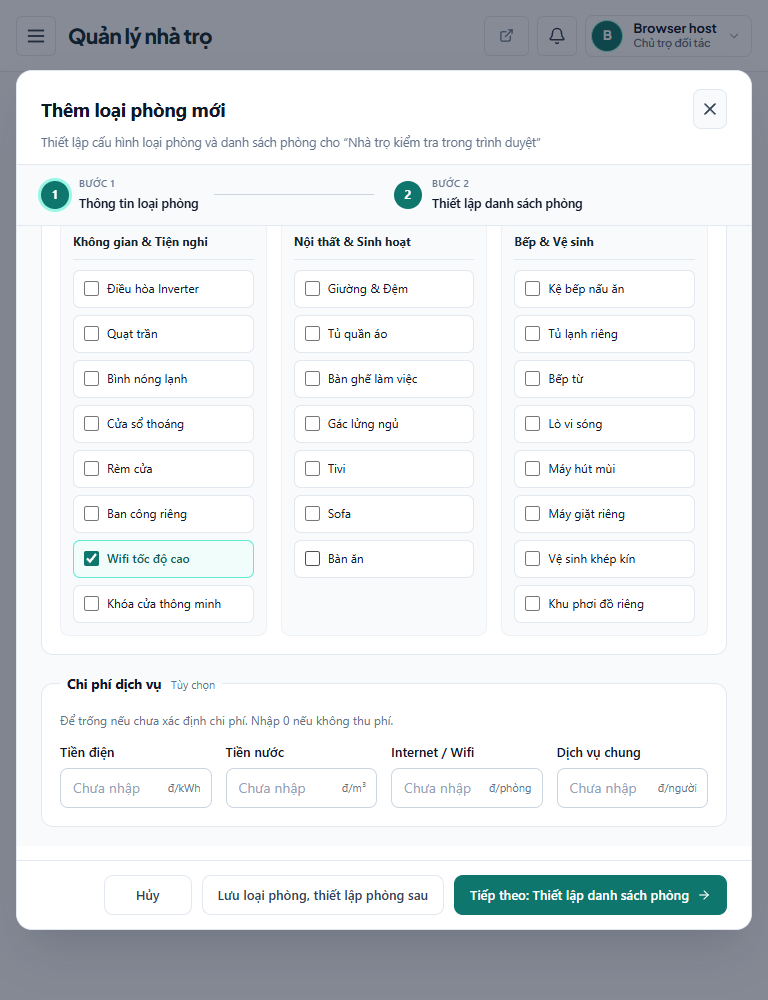 Quản lý nhà trọ
B
Browser host
Chủ trọ đối tác
Thêm loại phòng mới
Thiết lập cấu hình loại phòng và danh sách phòng cho “Nhà trọ kiểm tra trong trình duyệt”
1
BƯỚC 1
Thông tin loại phòng
2
BƯỚC 2
Thiết lập danh sách phòng
Không gian & Tiện nghi
Điều hòa Inverter
Quạt trần
Bình nóng lạnh
Cửa sổ thoáng
Rèm cửa
Ban công riêng
Wifi tốc độ cao
Khóa cửa thông minh
Nội thất & Sinh hoạt
Giường & Đệm
Tủ quần áo
Bàn ghế làm việc
Gác lửng ngủ
Tivi
Sofa
Bàn ăn
Bếp & Vệ sinh
Kệ bếp nấu ăn
Tủ lạnh riêng
Bếp từ
Lò vi sóng
Máy hút mùi
Máy giặt riêng
Vệ sinh khép kín
Khu phơi đồ riêng
Chi phí dịch vụ Tùy chọn
Để trống nếu chưa xác định chi phí. Nhập 0 nếu không thu phí.
Tiền điện
Chưa nhập đ/kWh
Tiền nước
Chưa nhập đ/m³
Internet / Wifi
Chưa nhập đ/phòng
Dịch vụ chung
Chưa nhập đ/người
Hủy
Lưu loại phòng, thiết lập phòng sau
Tiếp theo: Thiết lập danh sách phòng →